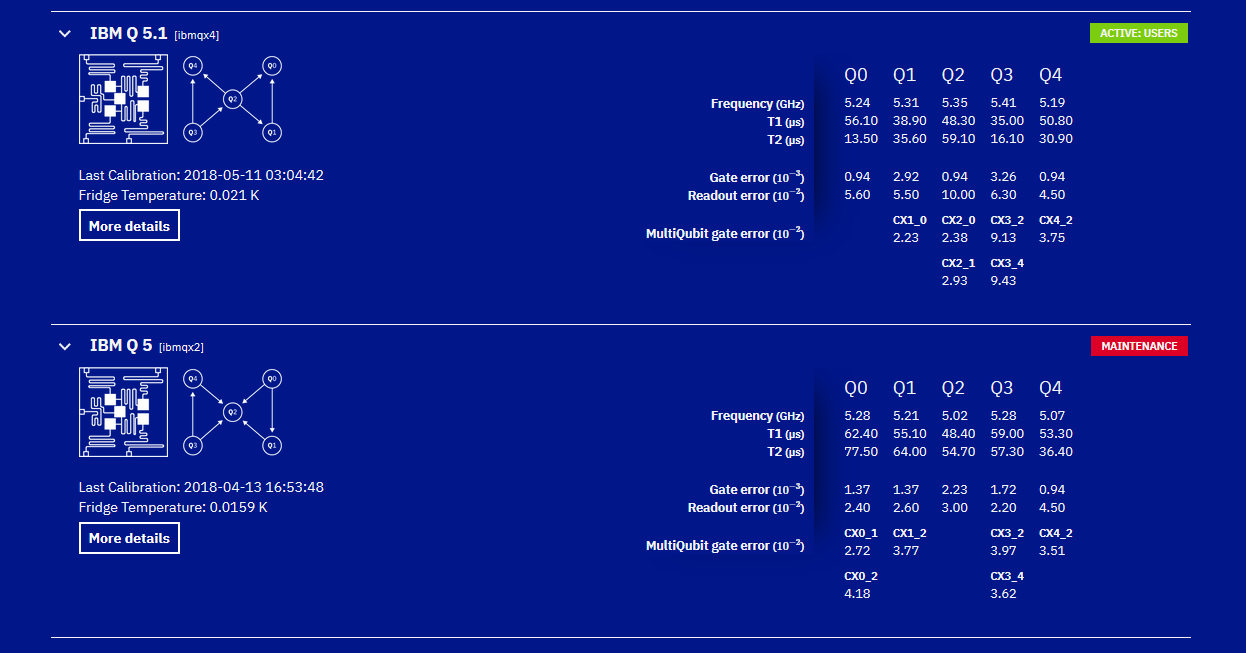 IBM Q 5.1 [ibmqx4] ACTIVE: USERS
Q4 Q0
Q2
Q3 Q1
Last Calibration: 2018-05-11 03:04:42
Fridge Temperature: 0.021 K
More details
Q0 Q1 Q2 Q3 Q4
Frequency (GHz) 5.24 5.31 5.35 5.41 5.19
T1 (µs) 56.10 38.90 48.30 35.00 50.80
T2 (µs) 13.50 35.60 59.10 16.10 30.90
Gate error (10⁻³) 0.94 2.92 0.94 3.26 0.94
Readout error (10⁻²) 5.60 5.50 10.00 6.30 4.50
CX1_0 CX2_0 CX3_2 CX4_2
MultiQubit gate error (10⁻²) 2.23 2.38 9.13 3.75
CX2_1 CX3_4
2.93 9.43
IBM Q 5 [ibmqx2] MAINTENANCE
Q4 Q0
Q2
Q3 Q1
Last Calibration: 2018-04-13 16:53:48
Fridge Temperature: 0.0159 K
More details
Q0 Q1 Q2 Q3 Q4
Frequency (GHz) 5.28 5.21 5.02 5.28 5.07
T1 (µs) 62.40 55.10 48.40 59.00 53.30
T2 (µs) 77.50 64.00 54.70 57.30 36.40
Gate error (10⁻³) 1.37 1.37 2.23 1.72 0.94
Readout error (10⁻²) 2.40 2.60 3.00 2.20 4.50
CX0_1 CX1_2 CX3_2 CX4_2
MultiQubit gate error (10⁻²) 2.72 3.77 3.97 3.51
CX0_2 CX3_4
4.18 3.62